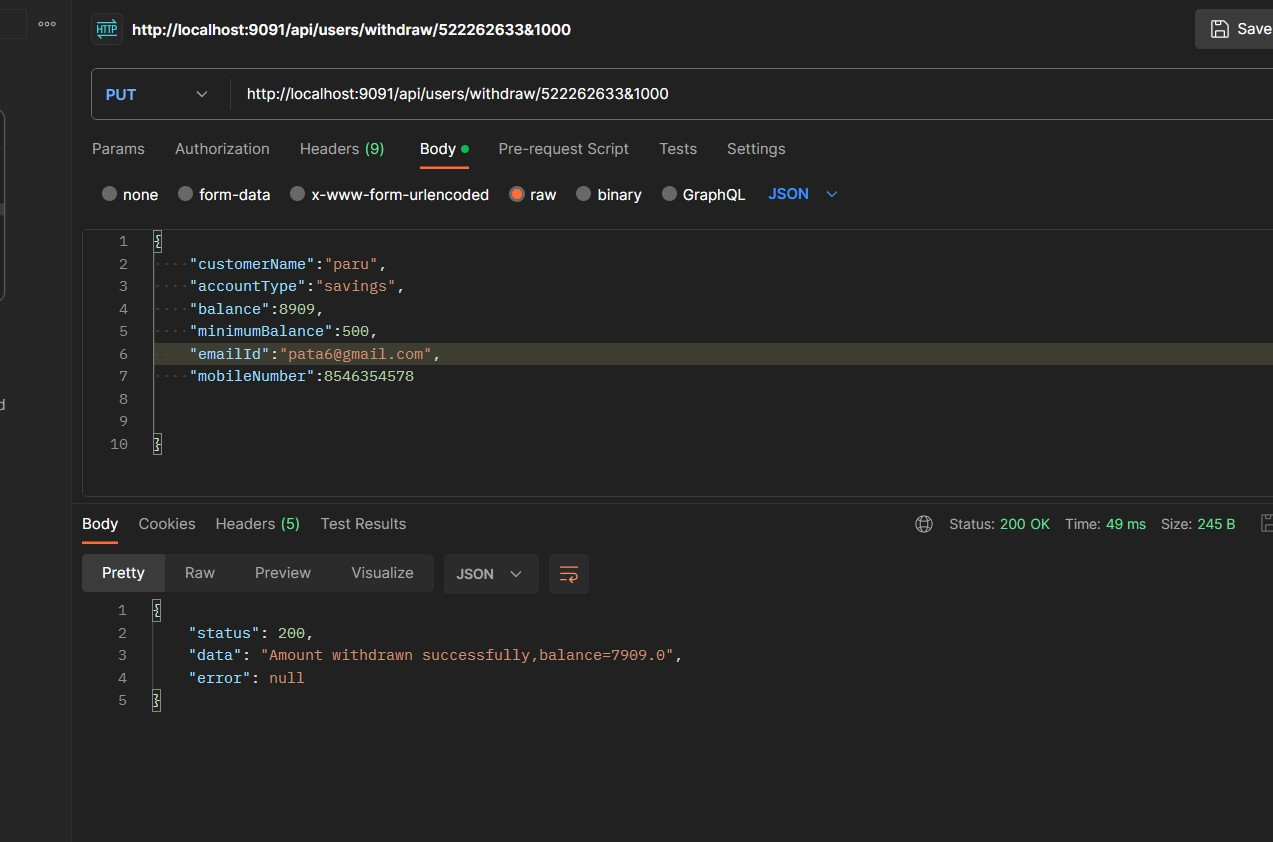 HTTP http://localhost:9091/api/users/withdraw/522262633&1000 Save
PUT http://localhost:9091/api/users/withdraw/522262633&1000
Params Authorization Headers (9) Body Pre-request Script Tests Settings
none form-data x-www-form-urlencoded raw binary GraphQL JSON
1 {
2 "customerName":"paru",
3 "accountType":"savings",
4 "balance":8909,
5 "minimumBalance":500,
6 "emailId":"pata6@gmail.com",
7 "mobileNumber":8546354578
8
9
10 }
Body Cookies Headers (5) Test Results Status: 200 OK Time: 49 ms Size: 245 B
Pretty Raw Preview Visualize JSON
1 {
2 "status": 200,
3 "data": "Amount withdrawn successfully,balance=7909.0",
4 "error": null
5 }